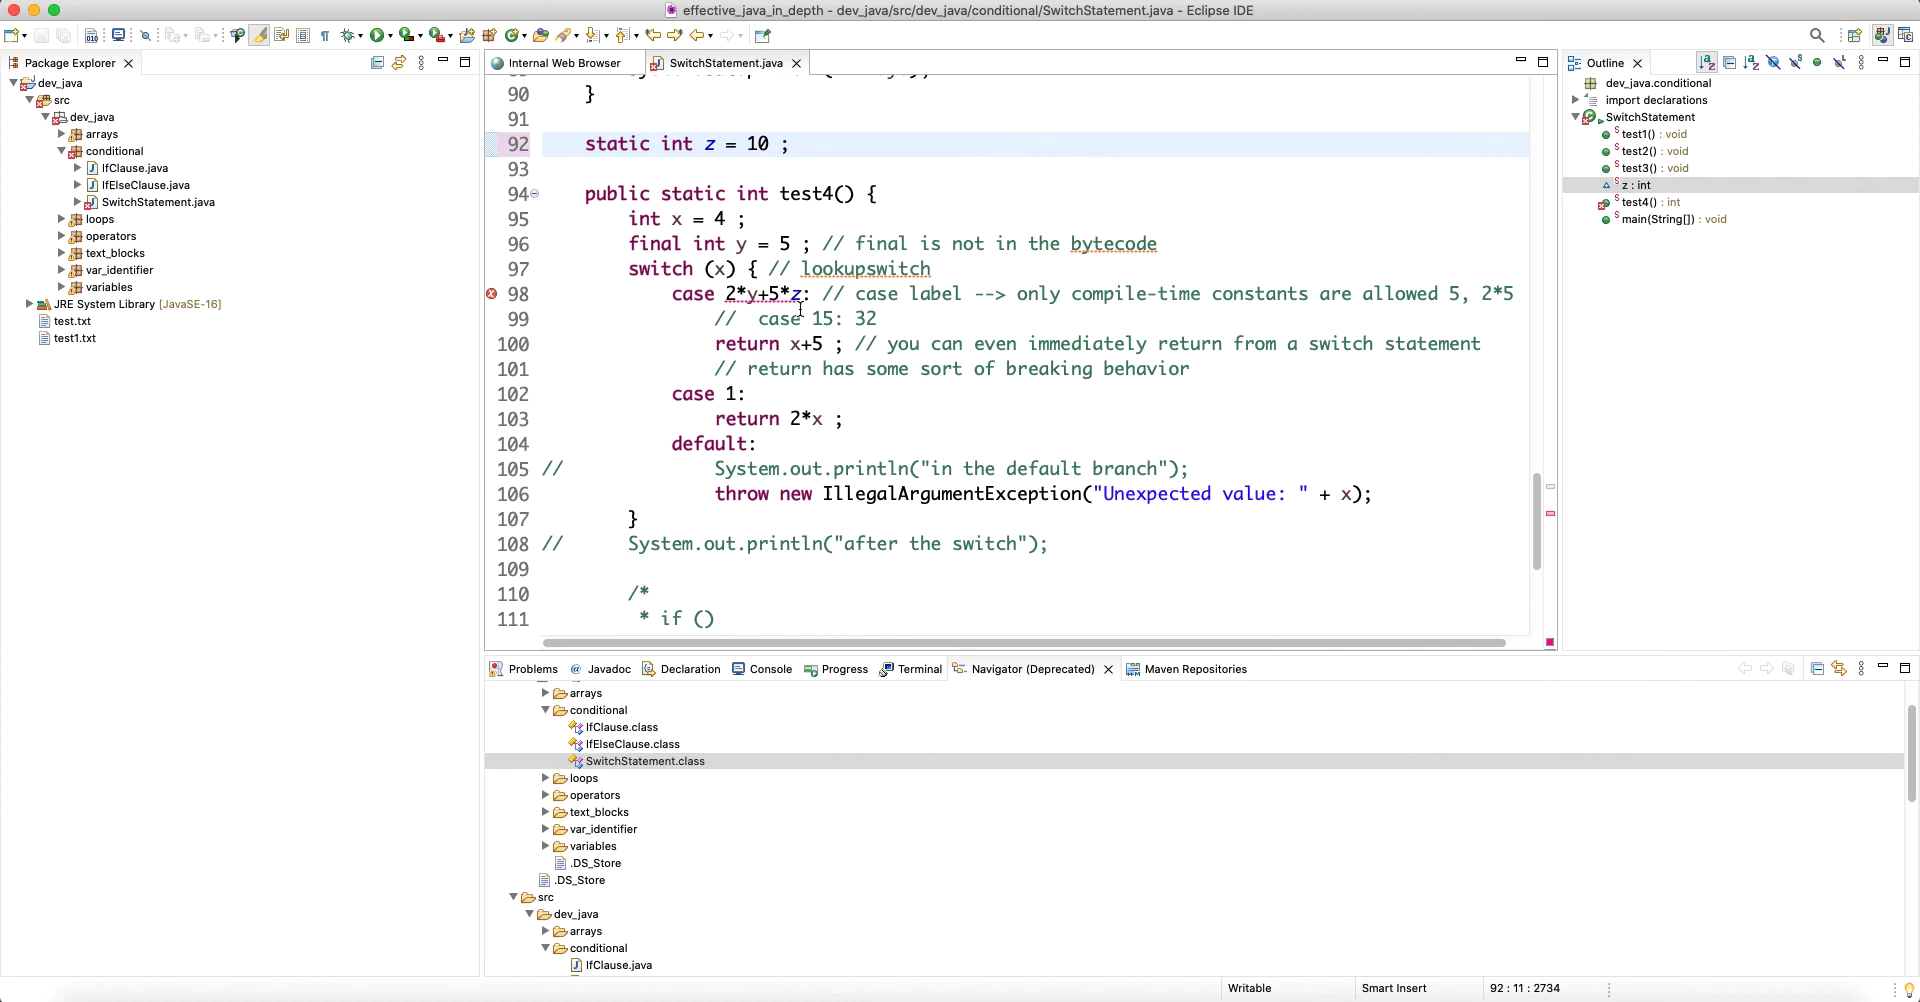 effective_java_in_depth - dev_java/src/dev_java/conditional/SwitchStatement.java - Eclipse IDE
Package Explorer
dev_java
src
dev_java
arrays
conditional
IfClause.java
IfElseClause.java
SwitchStatement.java
loops
operators
text_blocks
var_identifier
variables
JRE System Library [JavaSE-16]
test.txt
test1.txt
Internal Web Browser
SwitchStatement.java
90 }
91
92 static int z = 10 ;
93
94 public static int test4() {
95 int x = 4 ;
96 final int y = 5 ; // final is not in the bytecode
97 switch (x) { // lookupswitch
98 case 2*y+5*z: // case label --> only compile-time constants are allowed 5, 2*5
99 // case 15: 32
100 return x+5 ; // you can even immediately return from a switch statement
101 // return has some sort of breaking behavior
102 case 1:
103 return 2*x ;
104 default:
105 // System.out.println("in the default branch");
106 throw new IllegalArgumentException("Unexpected value: " + x);
107 }
108 // System.out.println("after the switch");
109
110 /*
111 * if ()
Outline
dev_java.conditional
import declarations
SwitchStatement
test1() : void
test2() : void
test3() : void
z : int
test4() : int
main(String[]) : void
Problems
Javadoc
Declaration
Console
Progress
Terminal
Navigator (Deprecated)
Maven Repositories
arrays
conditional
IfClause.class
IfElseClause.class
SwitchStatement.class
loops
operators
text_blocks
var_identifier
variables
.DS_Store
.DS_Store
src
dev_java
arrays
conditional
IfClause.java
Writable
Smart Insert
92 : 11 : 2734